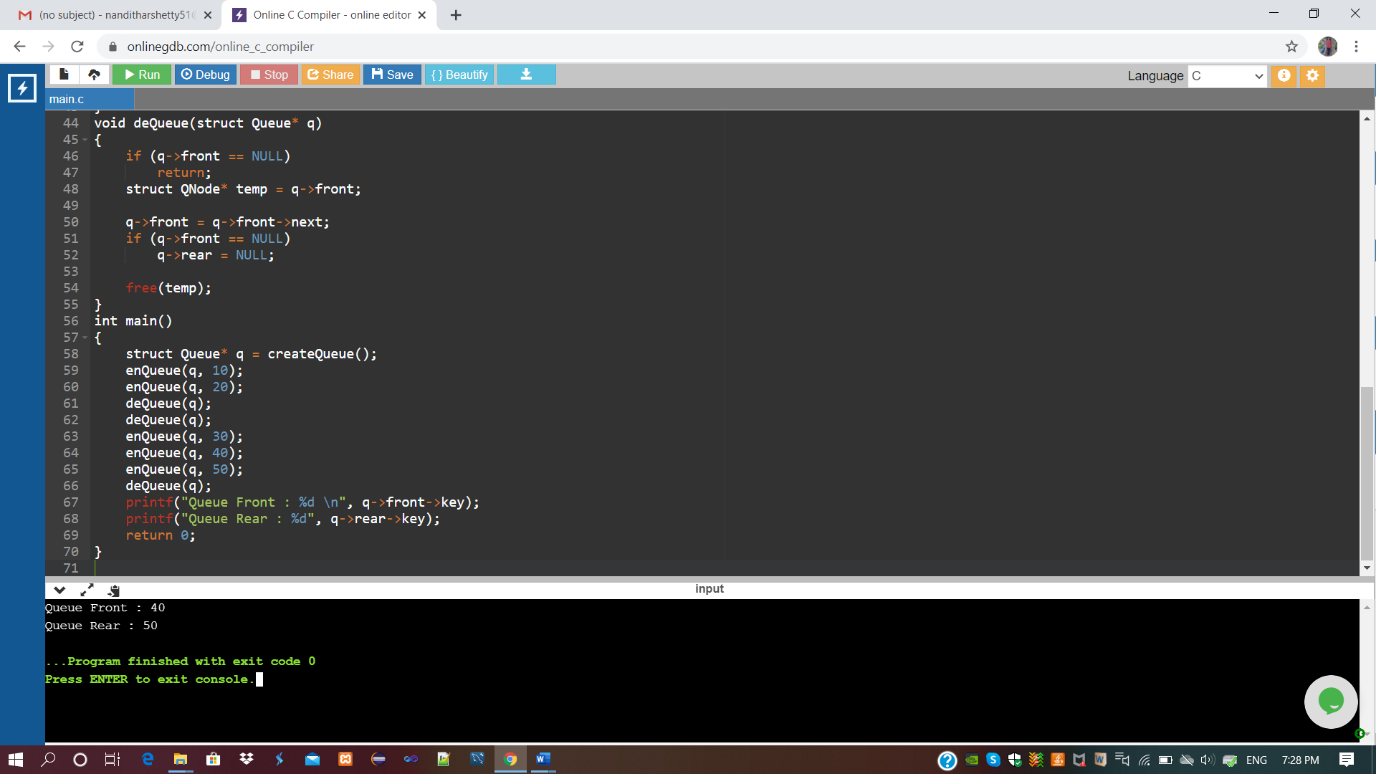 (no subject) - nanditharshetty51
Online C Compiler - online editor
onlinegdb.com/online_c_compiler
Run Debug Stop Share Save {} Beautify Language C
main.c
44 void deQueue(struct Queue* q)
45 {
46 if (q->front == NULL)
47 return;
48 struct QNode* temp = q->front;
49
50 q->front = q->front->next;
51 if (q->front == NULL)
52 q->rear = NULL;
53
54 free(temp);
55 }
56 int main()
57 {
58 struct Queue* q = createQueue();
59 enQueue(q, 10);
60 enQueue(q, 20);
61 deQueue(q);
62 deQueue(q);
63 enQueue(q, 30);
64 enQueue(q, 40);
65 enQueue(q, 50);
66 deQueue(q);
67 printf("Queue Front : %d \n", q->front->key);
68 printf("Queue Rear : %d", q->rear->key);
69 return 0;
70 }
71
input
Queue Front : 40
Queue Rear : 50
...Program finished with exit code 0
Press ENTER to exit console.
ENG 7:28 PM